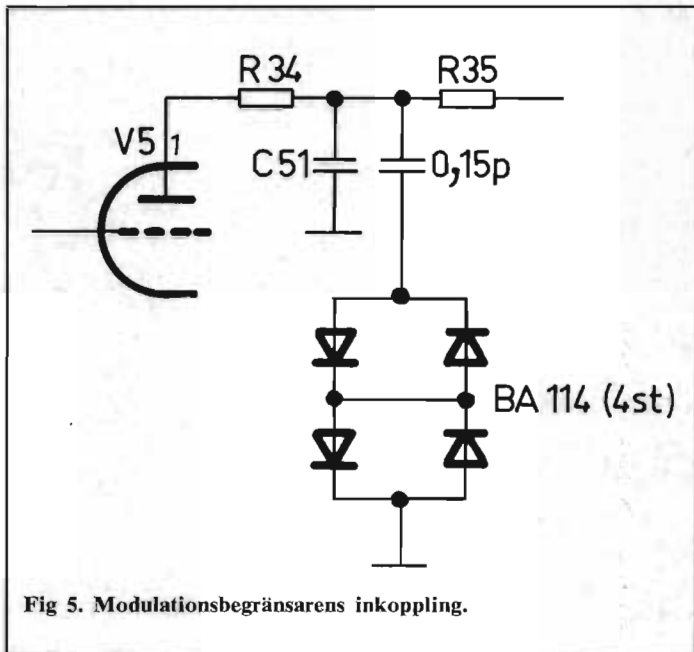 R34
R35
V5 1
C51
0,15p
BA 114 (4st)
Fig 5. Modulationsbegränsarens inkoppling.